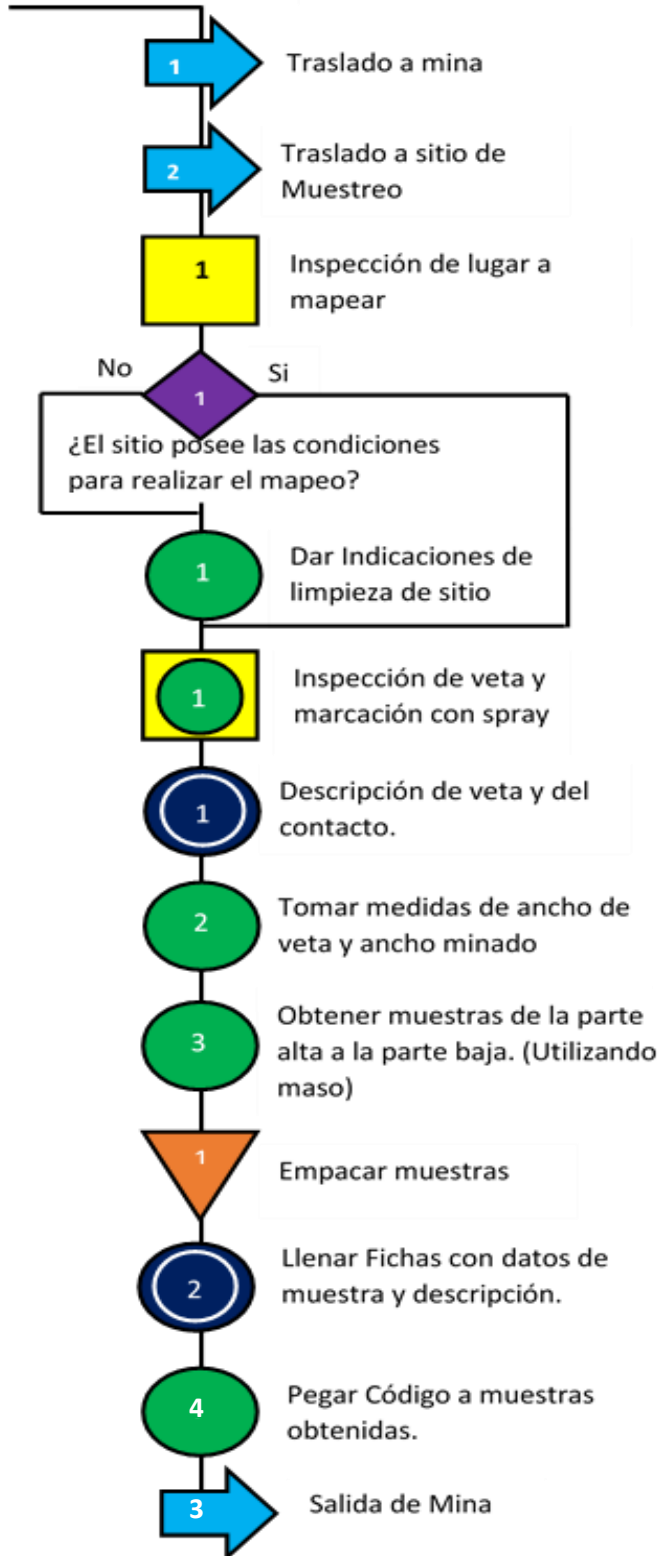 1
Traslado a mina
2
Traslado a sitio de
Muestreo
1
Inspección de lugar a
mapear
No
Si
1
¿El sitio posee las condiciones
para realizar el mapeo?
1
Dar Indicaciones de
limpieza de sitio
1
Inspección de veta y
marcación con spray
1
Descripción de veta y del
contacto.
2
Tomar medidas de ancho de
veta y ancho minado
3
Obtener muestras de la parte
alta a la parte baja. (Utilizando
maso)
1
Empacar muestras
2
Llenar Fichas con datos de
muestra y descripción.
4
Pegar Código a muestras
obtenidas.
3
Salida de Mina